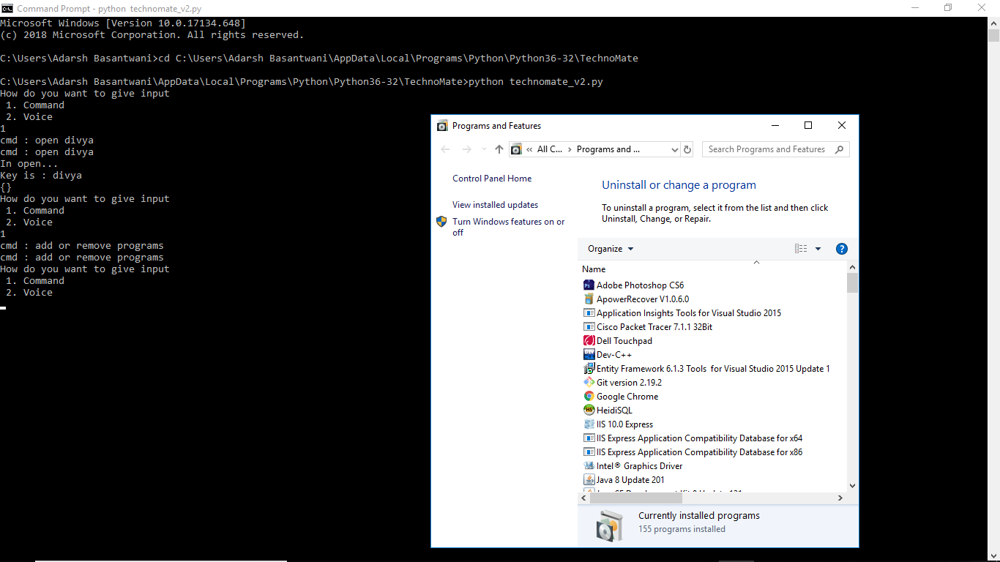 Command Prompt - python  technomate_v2.py
Microsoft Windows [Version 10.0.17134.648]
(c) 2018 Microsoft Corporation. All rights reserved.
C:\Users\Adarsh Basantwani>cd C:\Users\Adarsh Basantwani\AppData\Local\Programs\Python\Python36-32\TechnoMate
C:\Users\Adarsh Basantwani\AppData\Local\Programs\Python\Python36-32\TechnoMate>python technomate_v2.py
How do you want to give input
1. Command
2. Voice
1
cmd : open divya
cmd : open divya
In open...
Key is : divya
{}
How do you want to give input
1. Command
2. Voice
1
cmd : add or remove programs
cmd : add or remove programs
How do you want to give input
1. Command
2. Voice
Programs and Features
« All C... › Programs and ...
Search Programs and Features
Control Panel Home
View installed updates
Turn Windows features on or
off
Uninstall or change a program
To uninstall a program, select it from the list and then click
Uninstall, Change, or Repair.
Organize
Name
Adobe Photoshop CS6
ApowerRecover V1.0.6.0
Application Insights Tools for Visual Studio 2015
Cisco Packet Tracer 7.1.1 32Bit
Dell Touchpad
Dev-C++
Entity Framework 6.1.3 Tools  for Visual Studio 2015 Update 1
Git version 2.19.2
Google Chrome
HeidiSQL
IIS 10.0 Express
IIS Express Application Compatibility Database for x64
IIS Express Application Compatibility Database for x86
Intel® Graphics Driver
Java 8 Update 201
Currently installed programs
155 programs installed